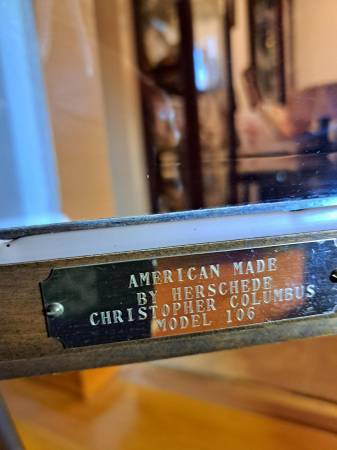 AMERICAN MADE
BY HERSCHEDE
CHRISTOPHER COLUMBUS
MODEL 106